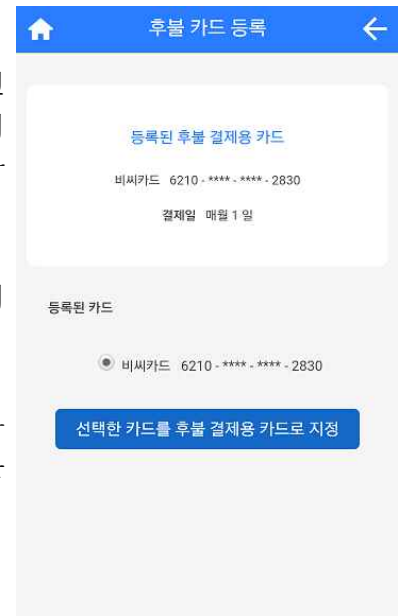 후불 카드 등록
등록된 후불 결제용 카드
비씨카드 6210 - **** - **** - 2830
결제일 매월 1 일
등록된 카드
비씨카드 6210 - **** - **** - 2830
선택한 카드를 후불 결제용 카드로 지정